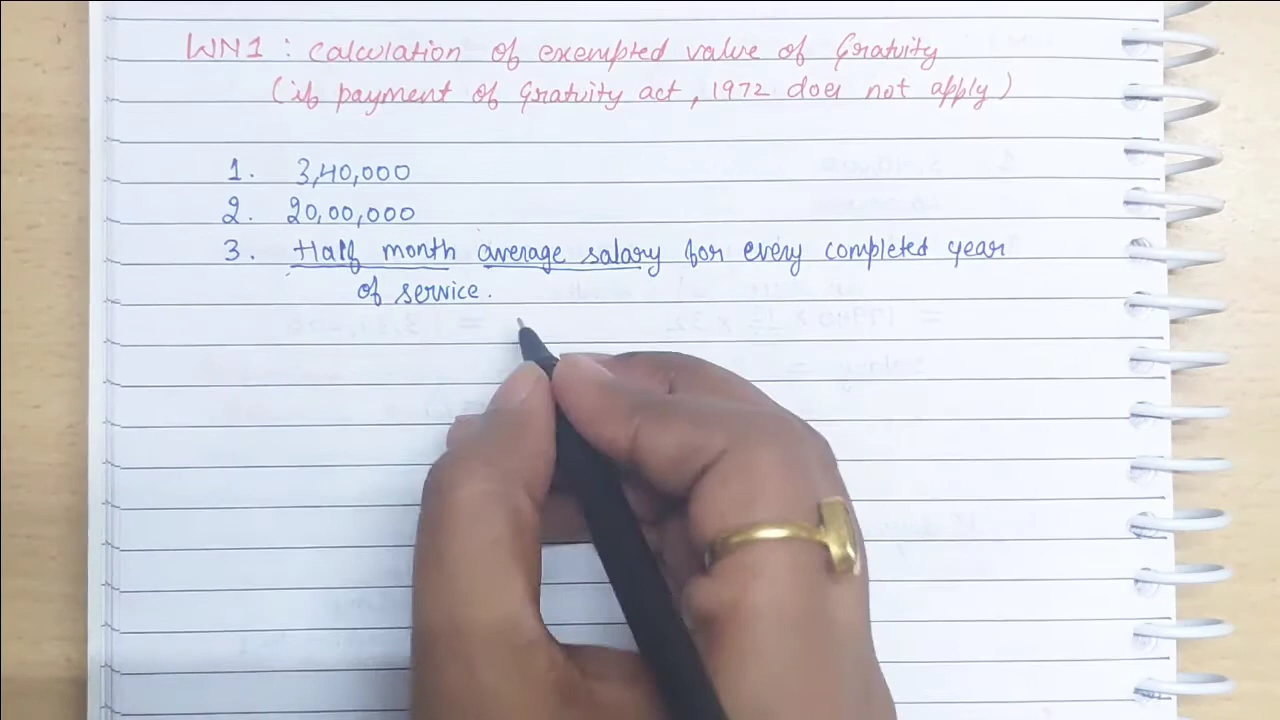 WN1 : Calculation of exempted value of Gratuity
(if payment of Gratuity act, 1972 does not apply)
1. 3,40,000
2. 20,00,000
3. Half month average salary for every completed year
of service.